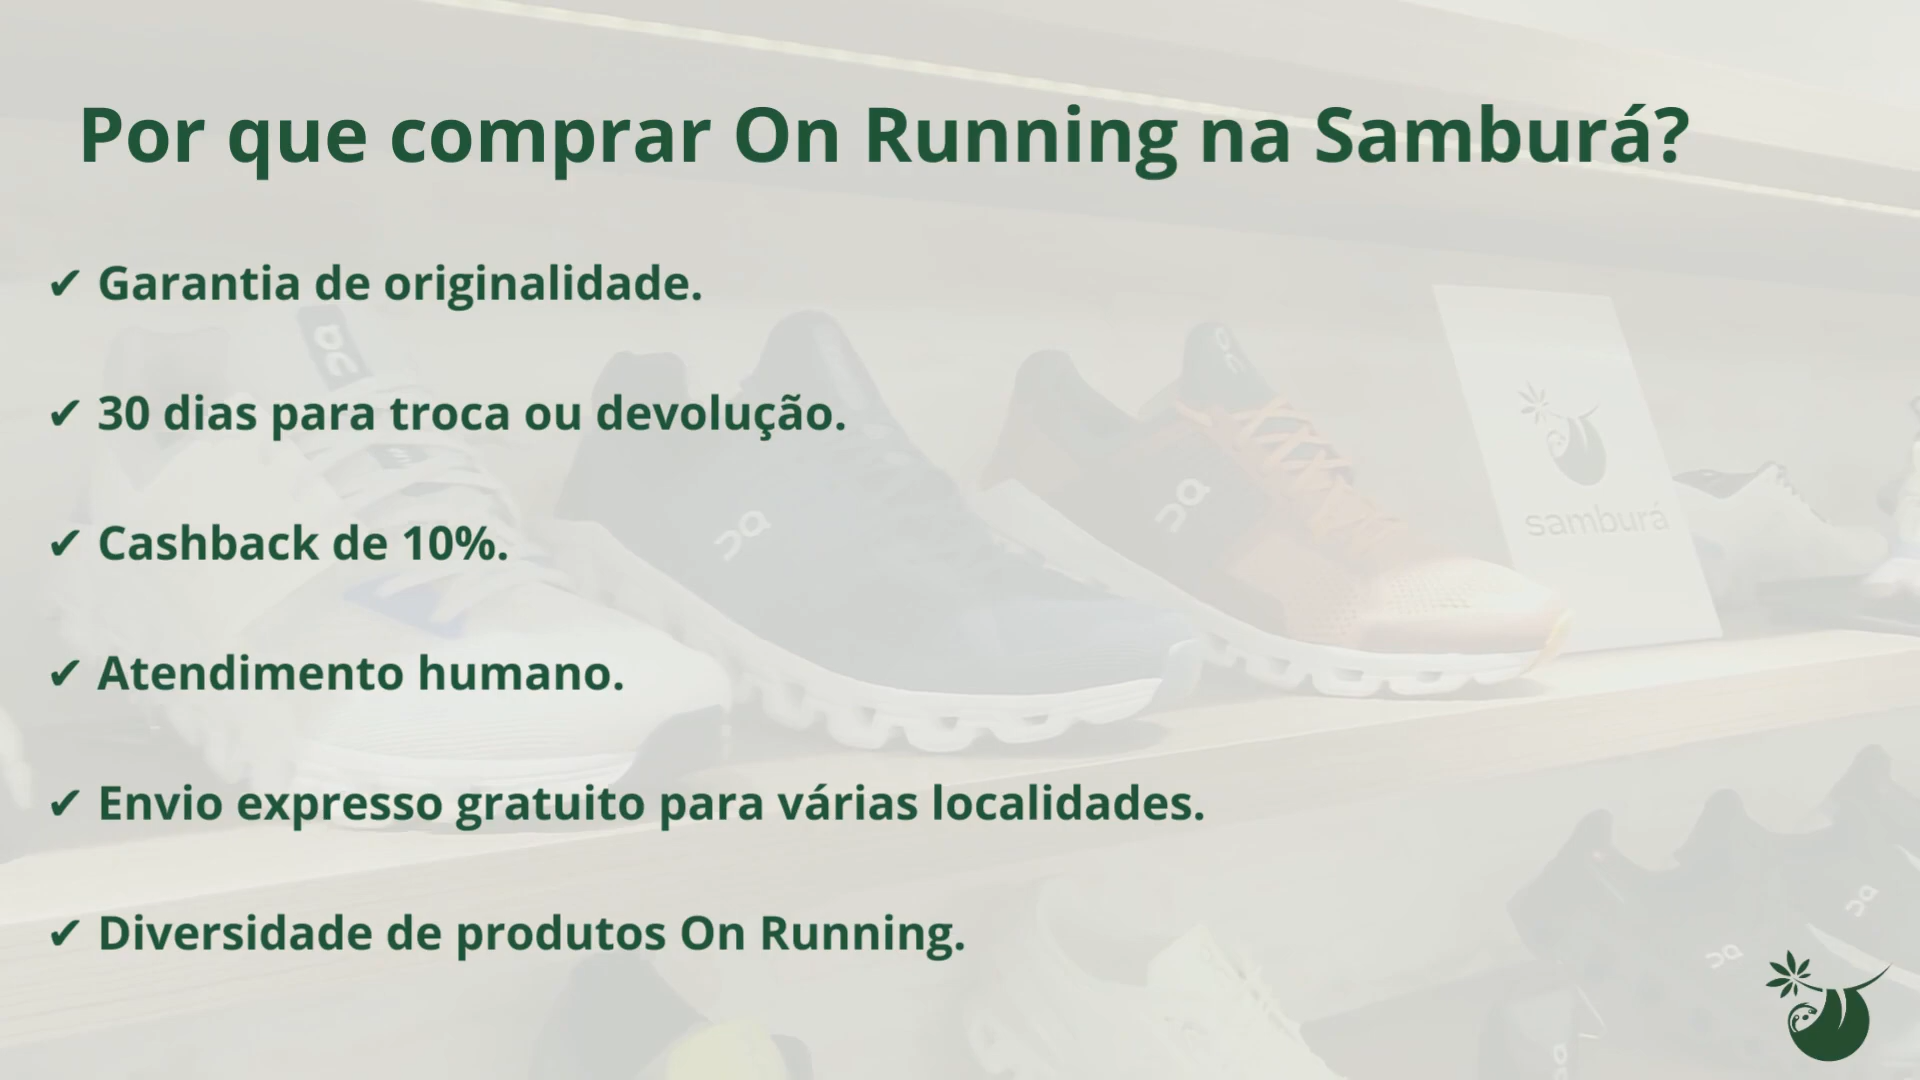 Por que comprar On Running na Samburá?
✔ Garantia de originalidade.
✔ 30 dias para troca ou devolução.
✔ Cashback de 10%.
samburá
✔ Atendimento humano.
✔ Envio expresso gratuito para várias localidades.
✔ Diversidade de produtos On Running.